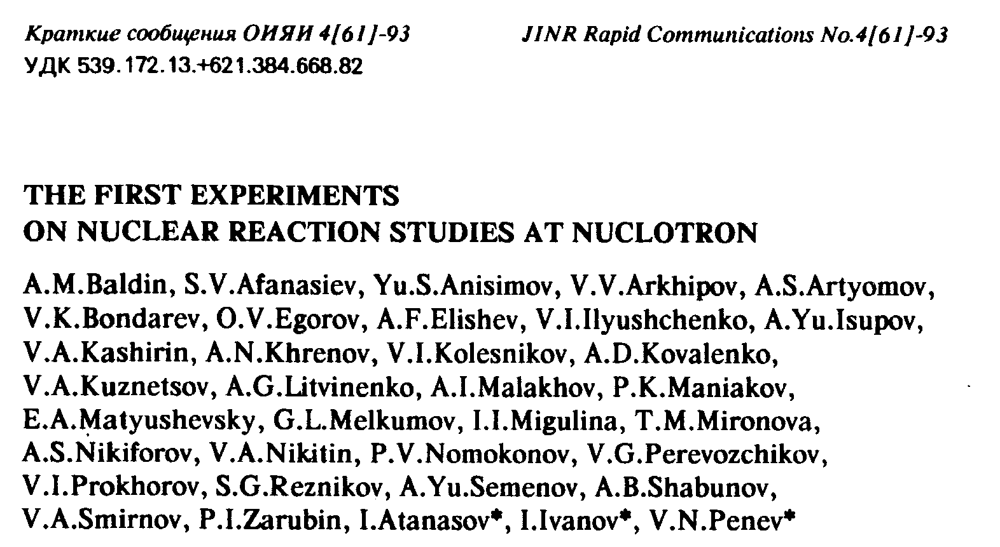 Краткие сообщения ОИЯИ 4[61]-93 JINR Rapid Communications No.4[61]-93
УДК 539.172.13.+621.384.668.82
THE FIRST EXPERIMENTS
ON NUCLEAR REACTION STUDIES AT NUCLOTRON
A.M.Baldin, S.V.Afanasiev, Yu.S.Anisimov, V.V.Arkhipov, A.S.Artyomov,
V.K.Bondarev, O.V.Egorov, A.F.Elishev, V.I.Ilyushchenko, A.Yu.Isupov,
V.A.Kashirin, A.N.Khrenov, V.I.Kolesnikov, A.D.Kovalenko,
V.A.Kuznetsov, A.G.Litvinenko, A.I.Malakhov, P.K.Maniakov,
E.A.Matyushevsky, G.L.Melkumov, I.I.Migulina, T.M.Mironova,
A.S.Nikiforov, V.A.Nikitin, P.V.Nomokonov, V.G.Perevozchikov,
V.I.Prokhorov, S.G.Reznikov, A.Yu.Semenov, A.B.Shabunov,
V.A.Smirnov, P.I.Zarubin, I.Atanasov*, I.Ivanov*, V.N.Penev*